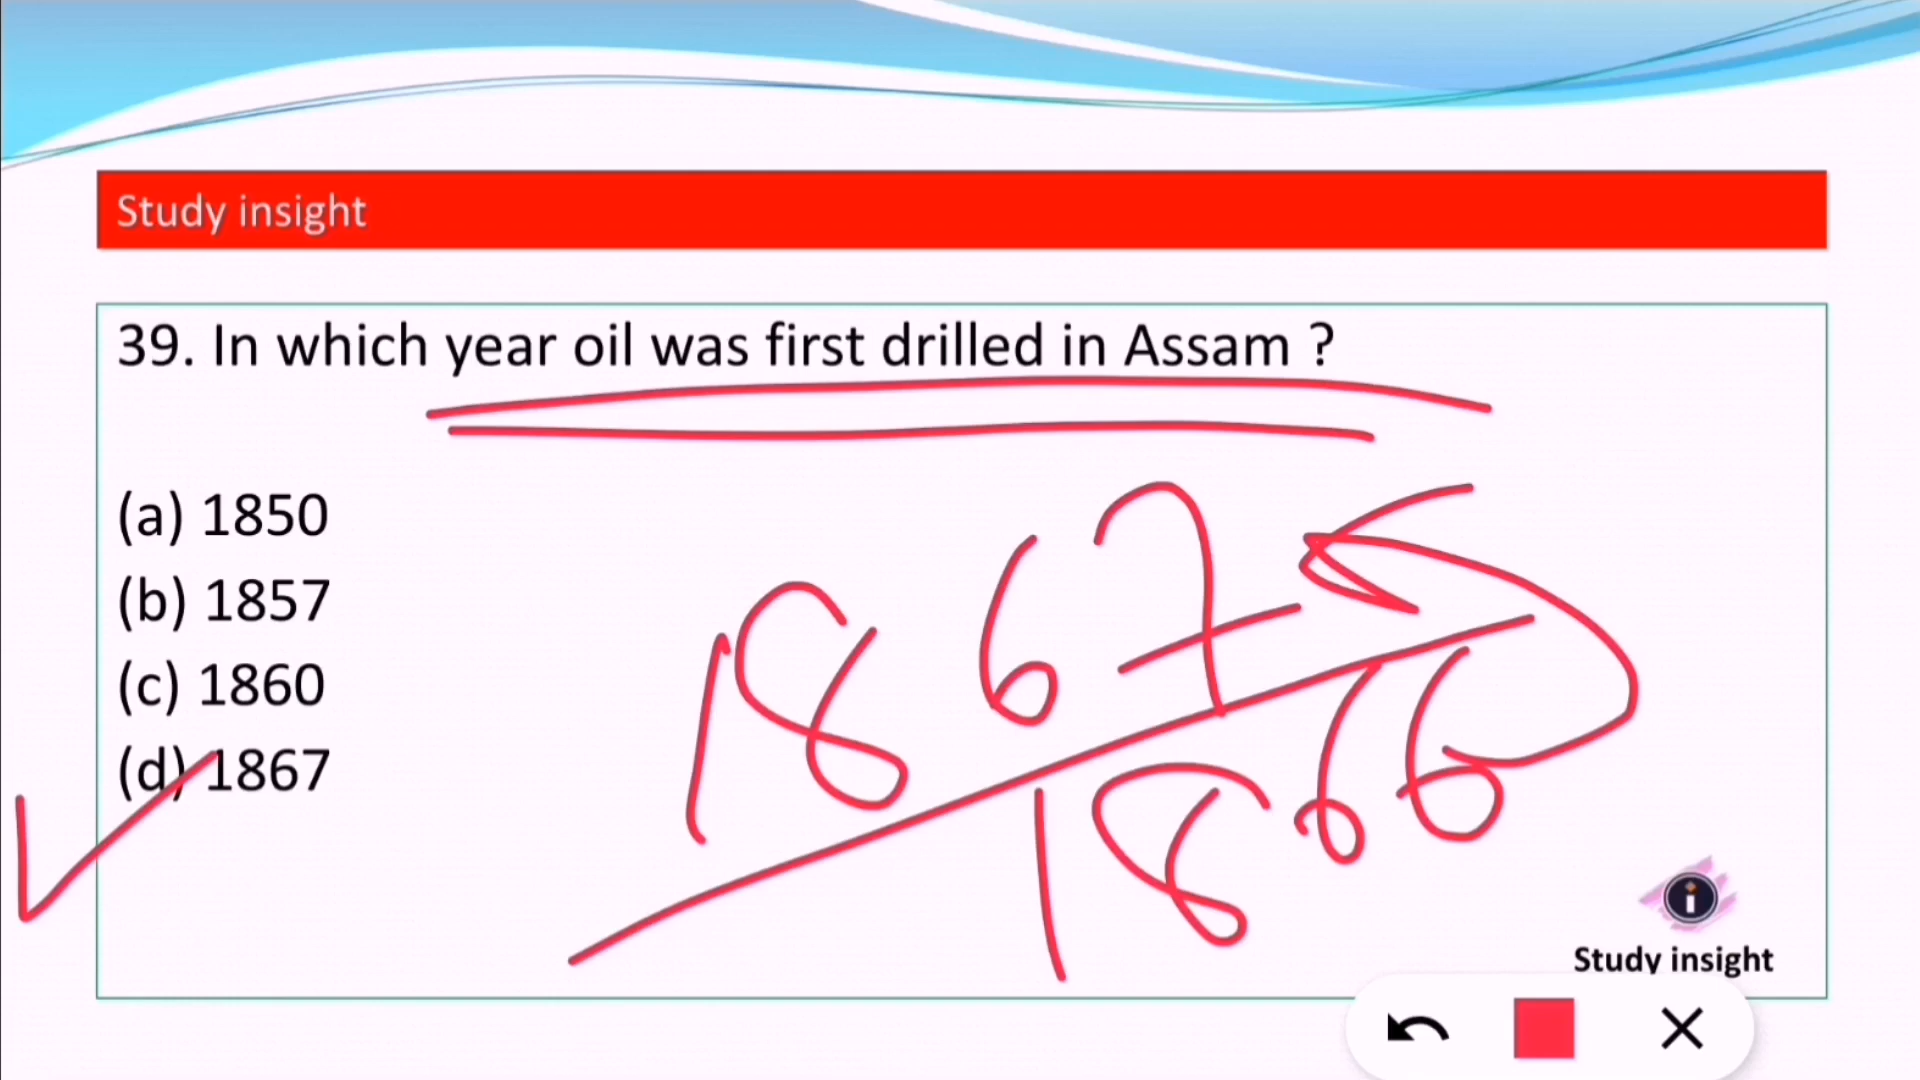 Study insight
39. In which year oil was first drilled in Assam ?
(a) 1850
(b) 1857
(c) 1860
(d) 1867
1867
1866
Study insight